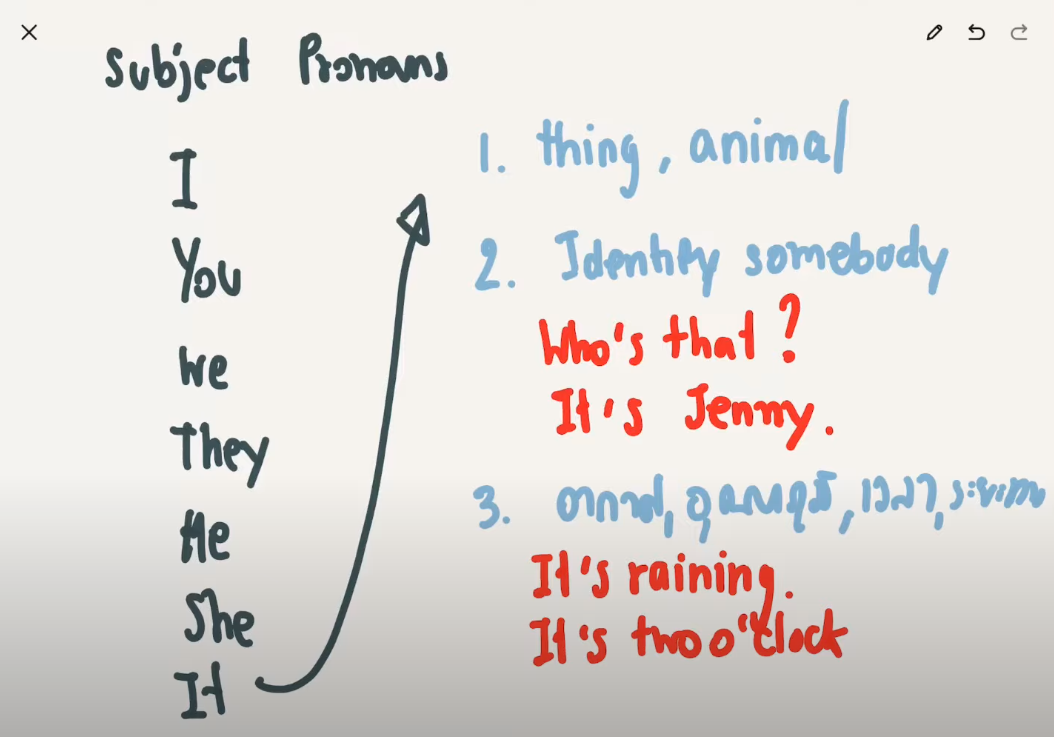 Subject Pronouns
I
You
We
They
He
She
It
1. thing, animal
2. Identify somebody
Who's that?
It's Jenny.
3. อากาศ, อุณหภูมิ, เวลา, ระยะทาง
It's raining.
It's two o'clock